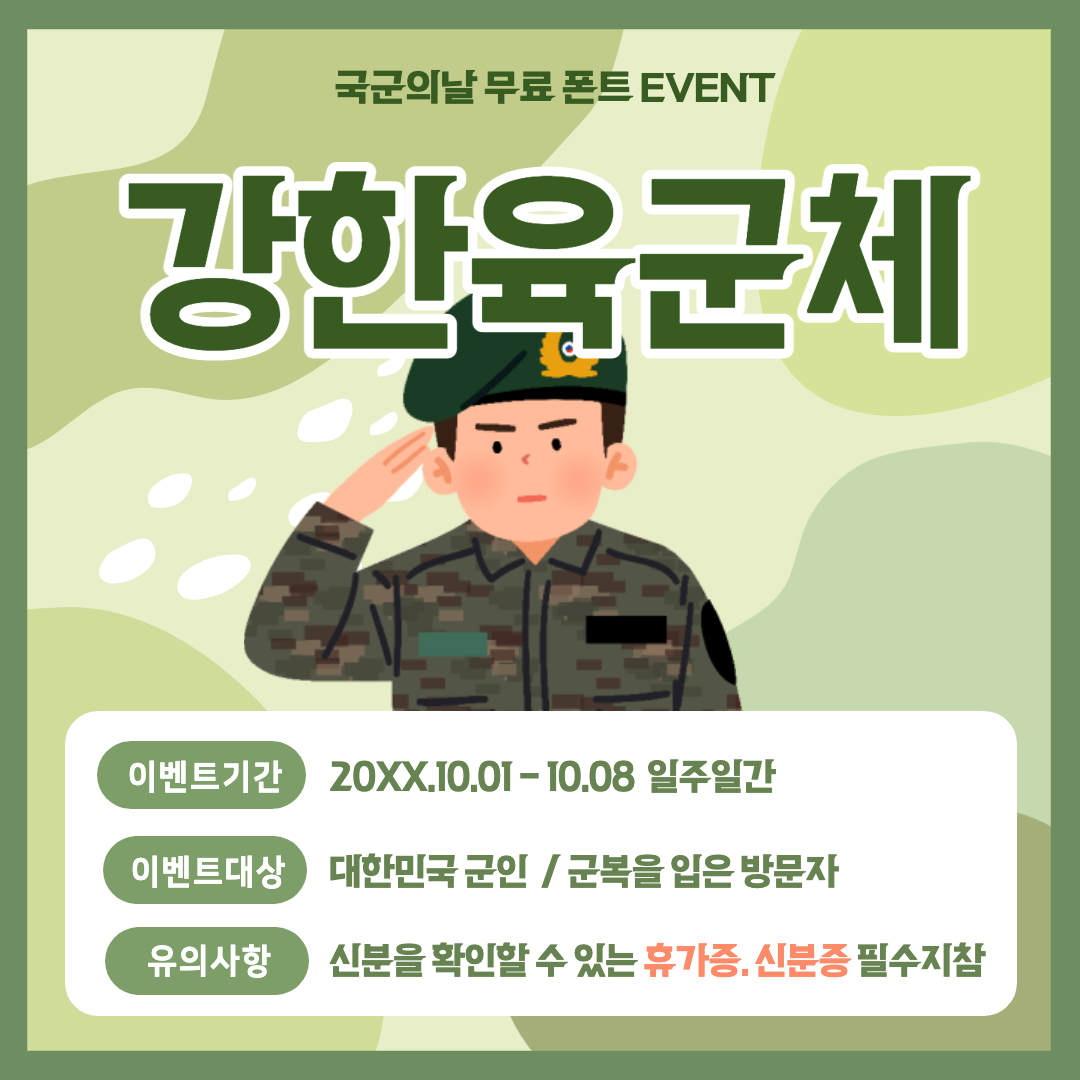 국군의날 무료 폰트 EVENT
강한육군체
이벤트기간 20XX.10.01 - 10.08 일주일간
이벤트대상 대한민국 군인 / 군복을 입은 방문자
유의사항 신분을 확인할 수 있는 휴가증. 신분증 필수지참